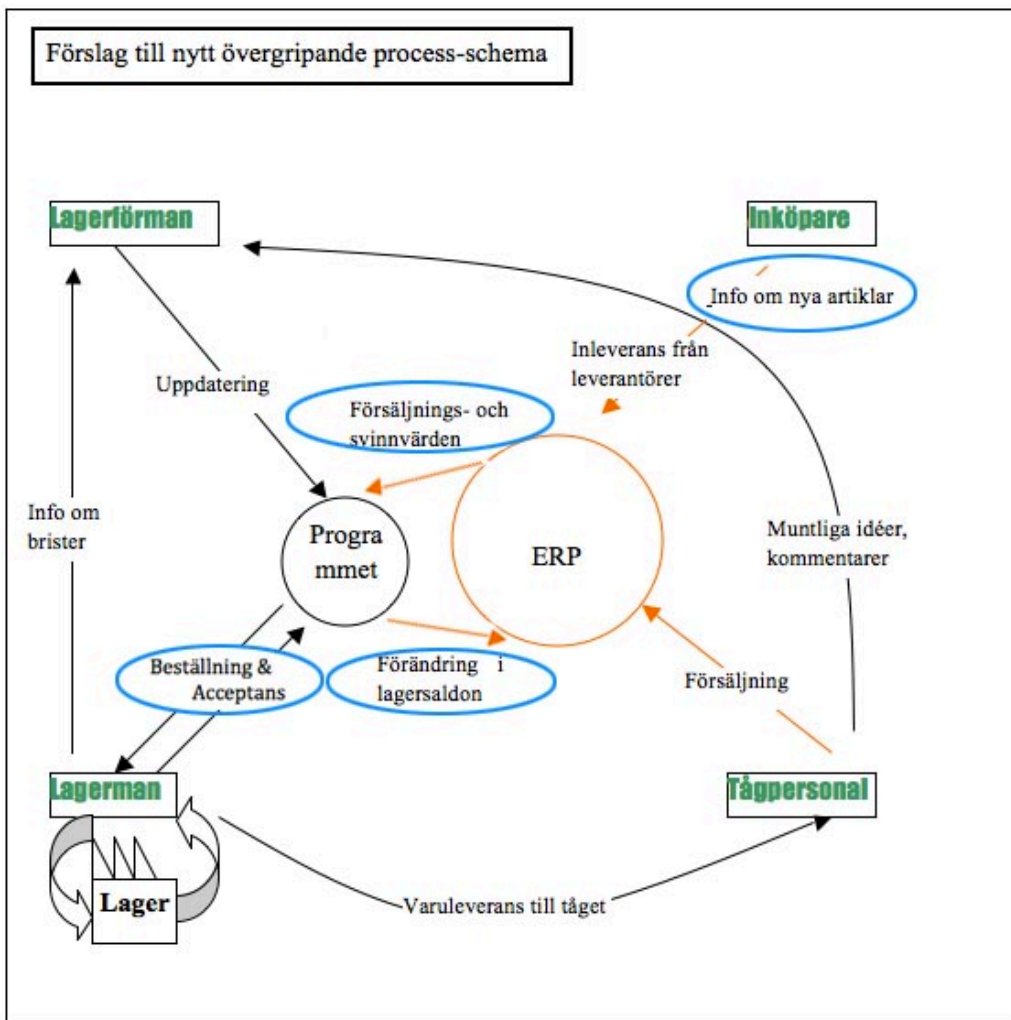 Förslag till nytt övergripande process-schema
Lagerförman
Inköpare
Info om nya artiklar
Inleverans från
leverantörer
Uppdatering
Försäljnings- och
svinnvärden
Info om
brister
Progra
mmet
ERP
Muntliga idéer,
kommentarer
Beställning &
Acceptans
Förändring i
lagersaldon
Försäljning
Lagerman
Tågpersonal
Lager
Varuleverans till tåget